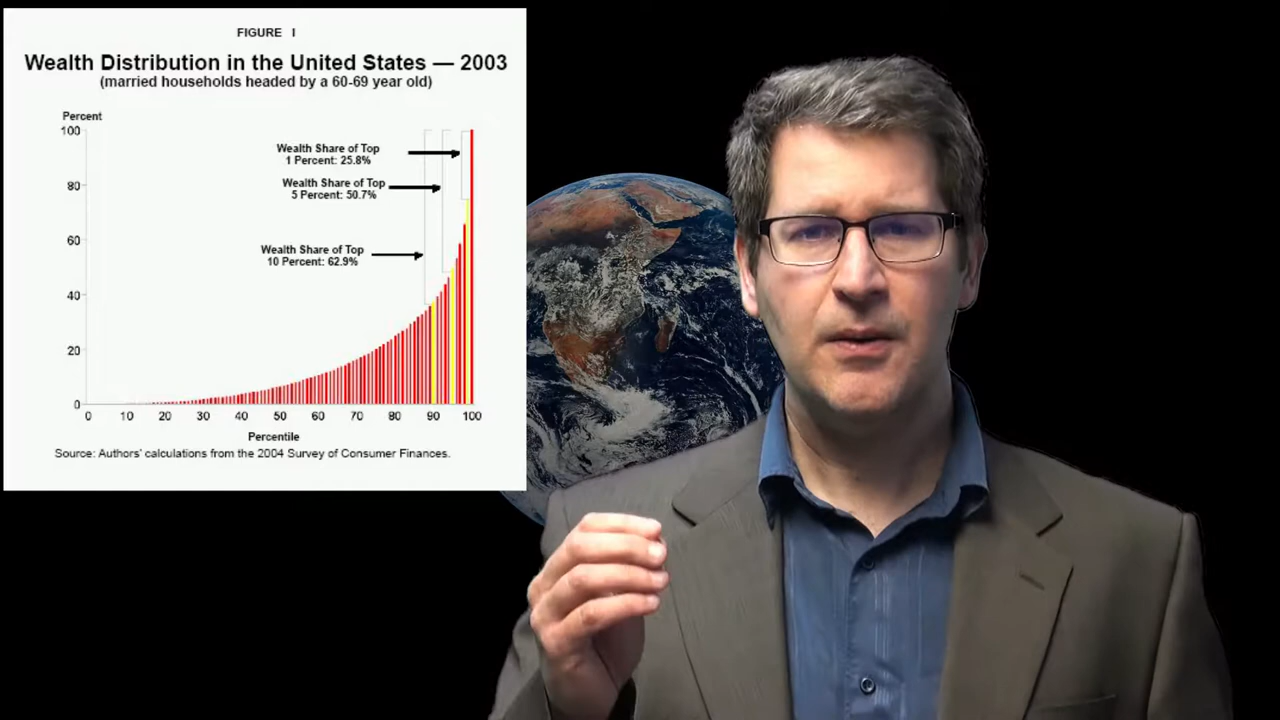 FIGURE I
Wealth Distribution in the United States — 2003
(married households headed by a 60-69 year old)
Percent
100
80
60
40
20
0
Wealth Share of Top
1 Percent: 25.8%
Wealth Share of Top
5 Percent: 50.7%
Wealth Share of Top
10 Percent: 62.9%
0 10 20 30 40 50 60 70 80 90 100
Percentile
Source: Authors' calculations from the 2004 Survey of Consumer Finances.